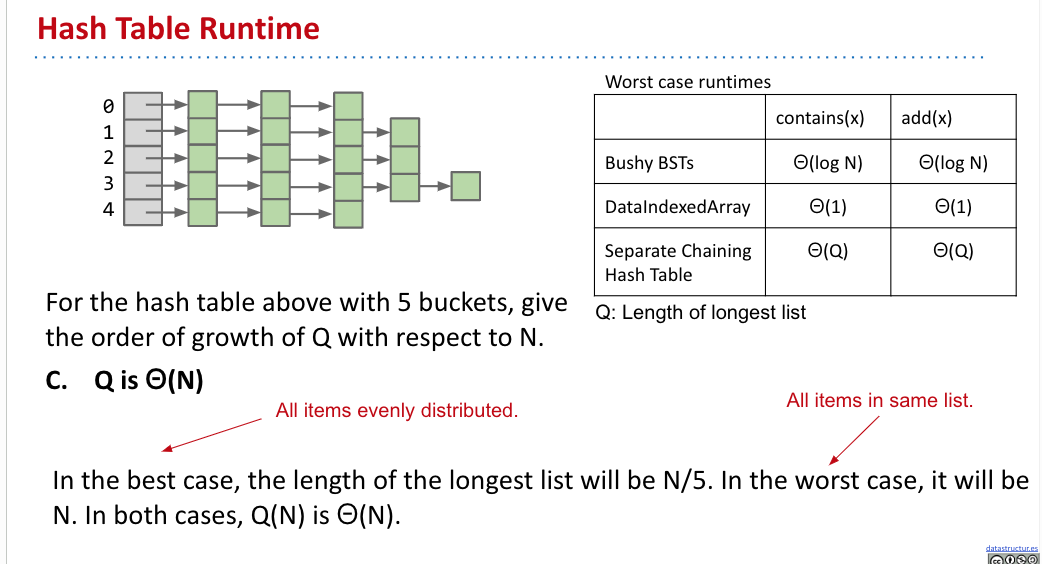 Hash Table Runtime
0
1
2
3
4
Worst case runtimes
contains(x) add(x)
Bushy BSTs Θ(log N) Θ(log N)
DataIndexedArray Θ(1) Θ(1)
Separate Chaining Θ(Q) Θ(Q)
Hash Table
Q: Length of longest list
For the hash table above with 5 buckets, give
the order of growth of Q with respect to N.
C. Q is Θ(N)
All items evenly distributed.
All items in same list.
In the best case, the length of the longest list will be N/5. In the worst case, it will be
N. In both cases, Q(N) is Θ(N).
datastructur.es